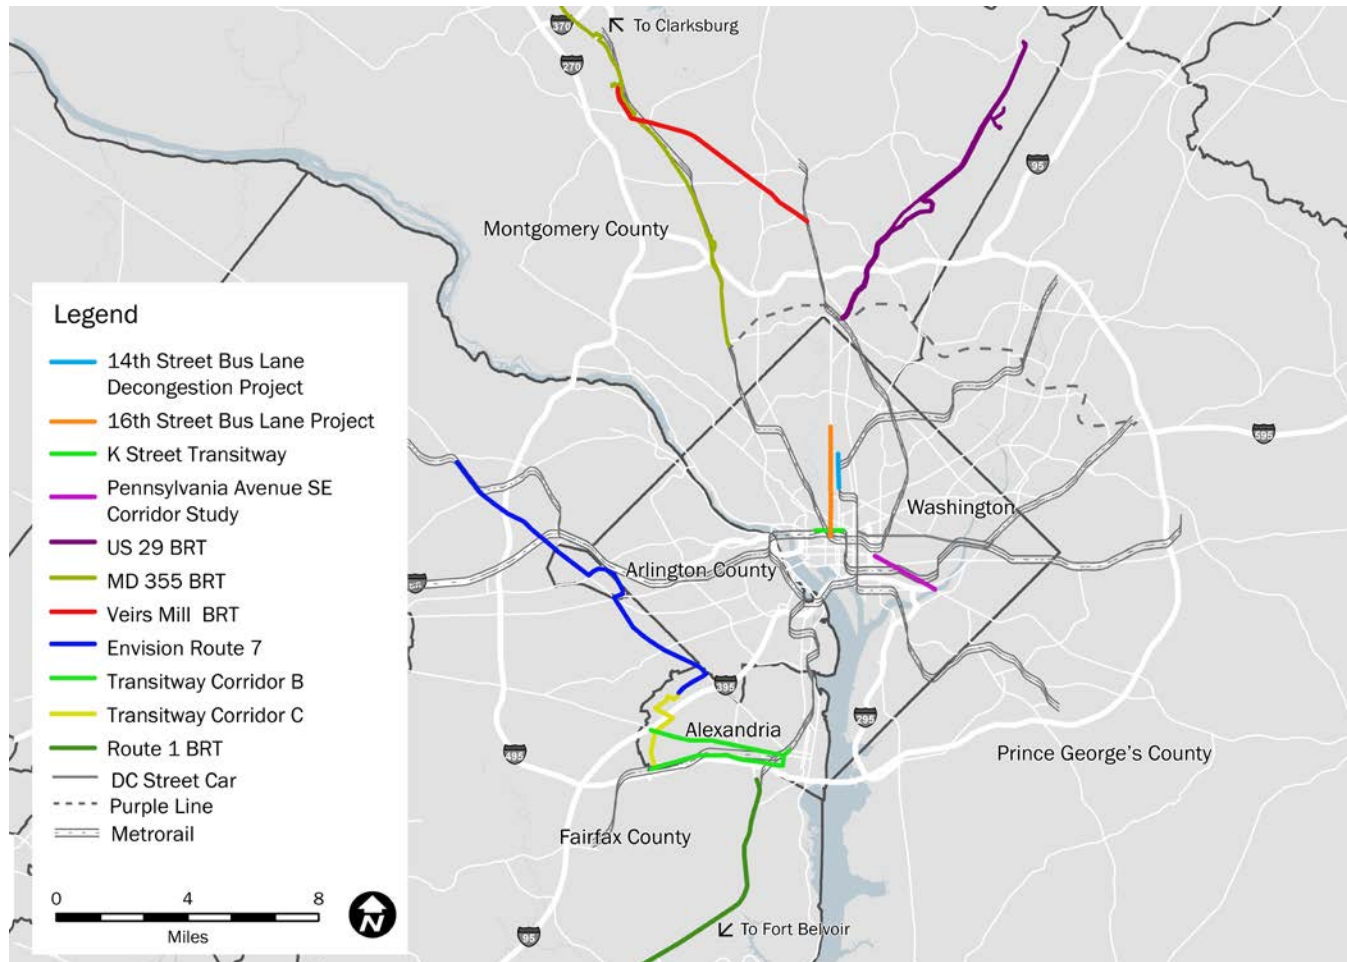 370
To Clarksburg
270
95
Montgomery County
Legend
14th Street Bus Lane
Decongestion Project
16th Street Bus Lane Project
K Street Transitway
Pennsylvania Avenue SE
Corridor Study
US 29 BRT
MD 355 BRT
Veirs Mill BRT
Envision Route 7
Transitway Corridor B
Transitway Corridor C
Route 1 BRT
DC Street Car
Purple Line
Metrorail
0 4 8
Miles
N
595
Washington
Arlington County
395
Alexandria
295
495
Prince George's County
Fairfax County
To Fort Belvoir
95